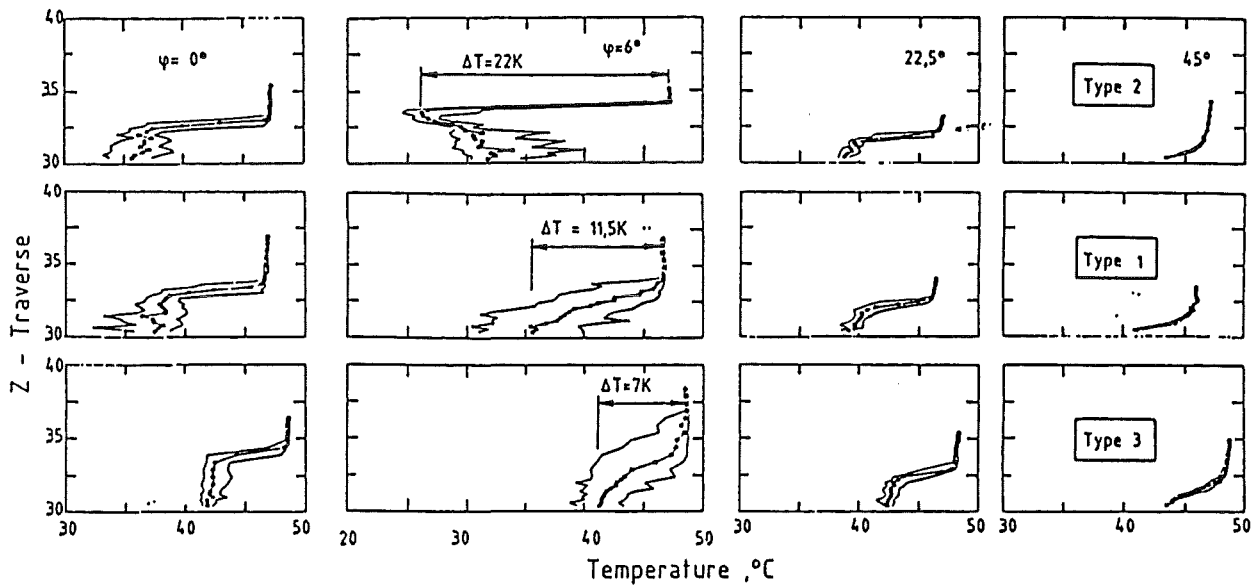 40
35
30
φ= 0°
ΔT=22K
φ=6°
22,5°
45°
Type 2
40
35
30
ΔT = 11,5K
Type 1
40
35
30
ΔT=7K
Type 3
30 40 50
20 30 40 50
30 40 50
30 40 50
Z - Traverse
Temperature ,°C